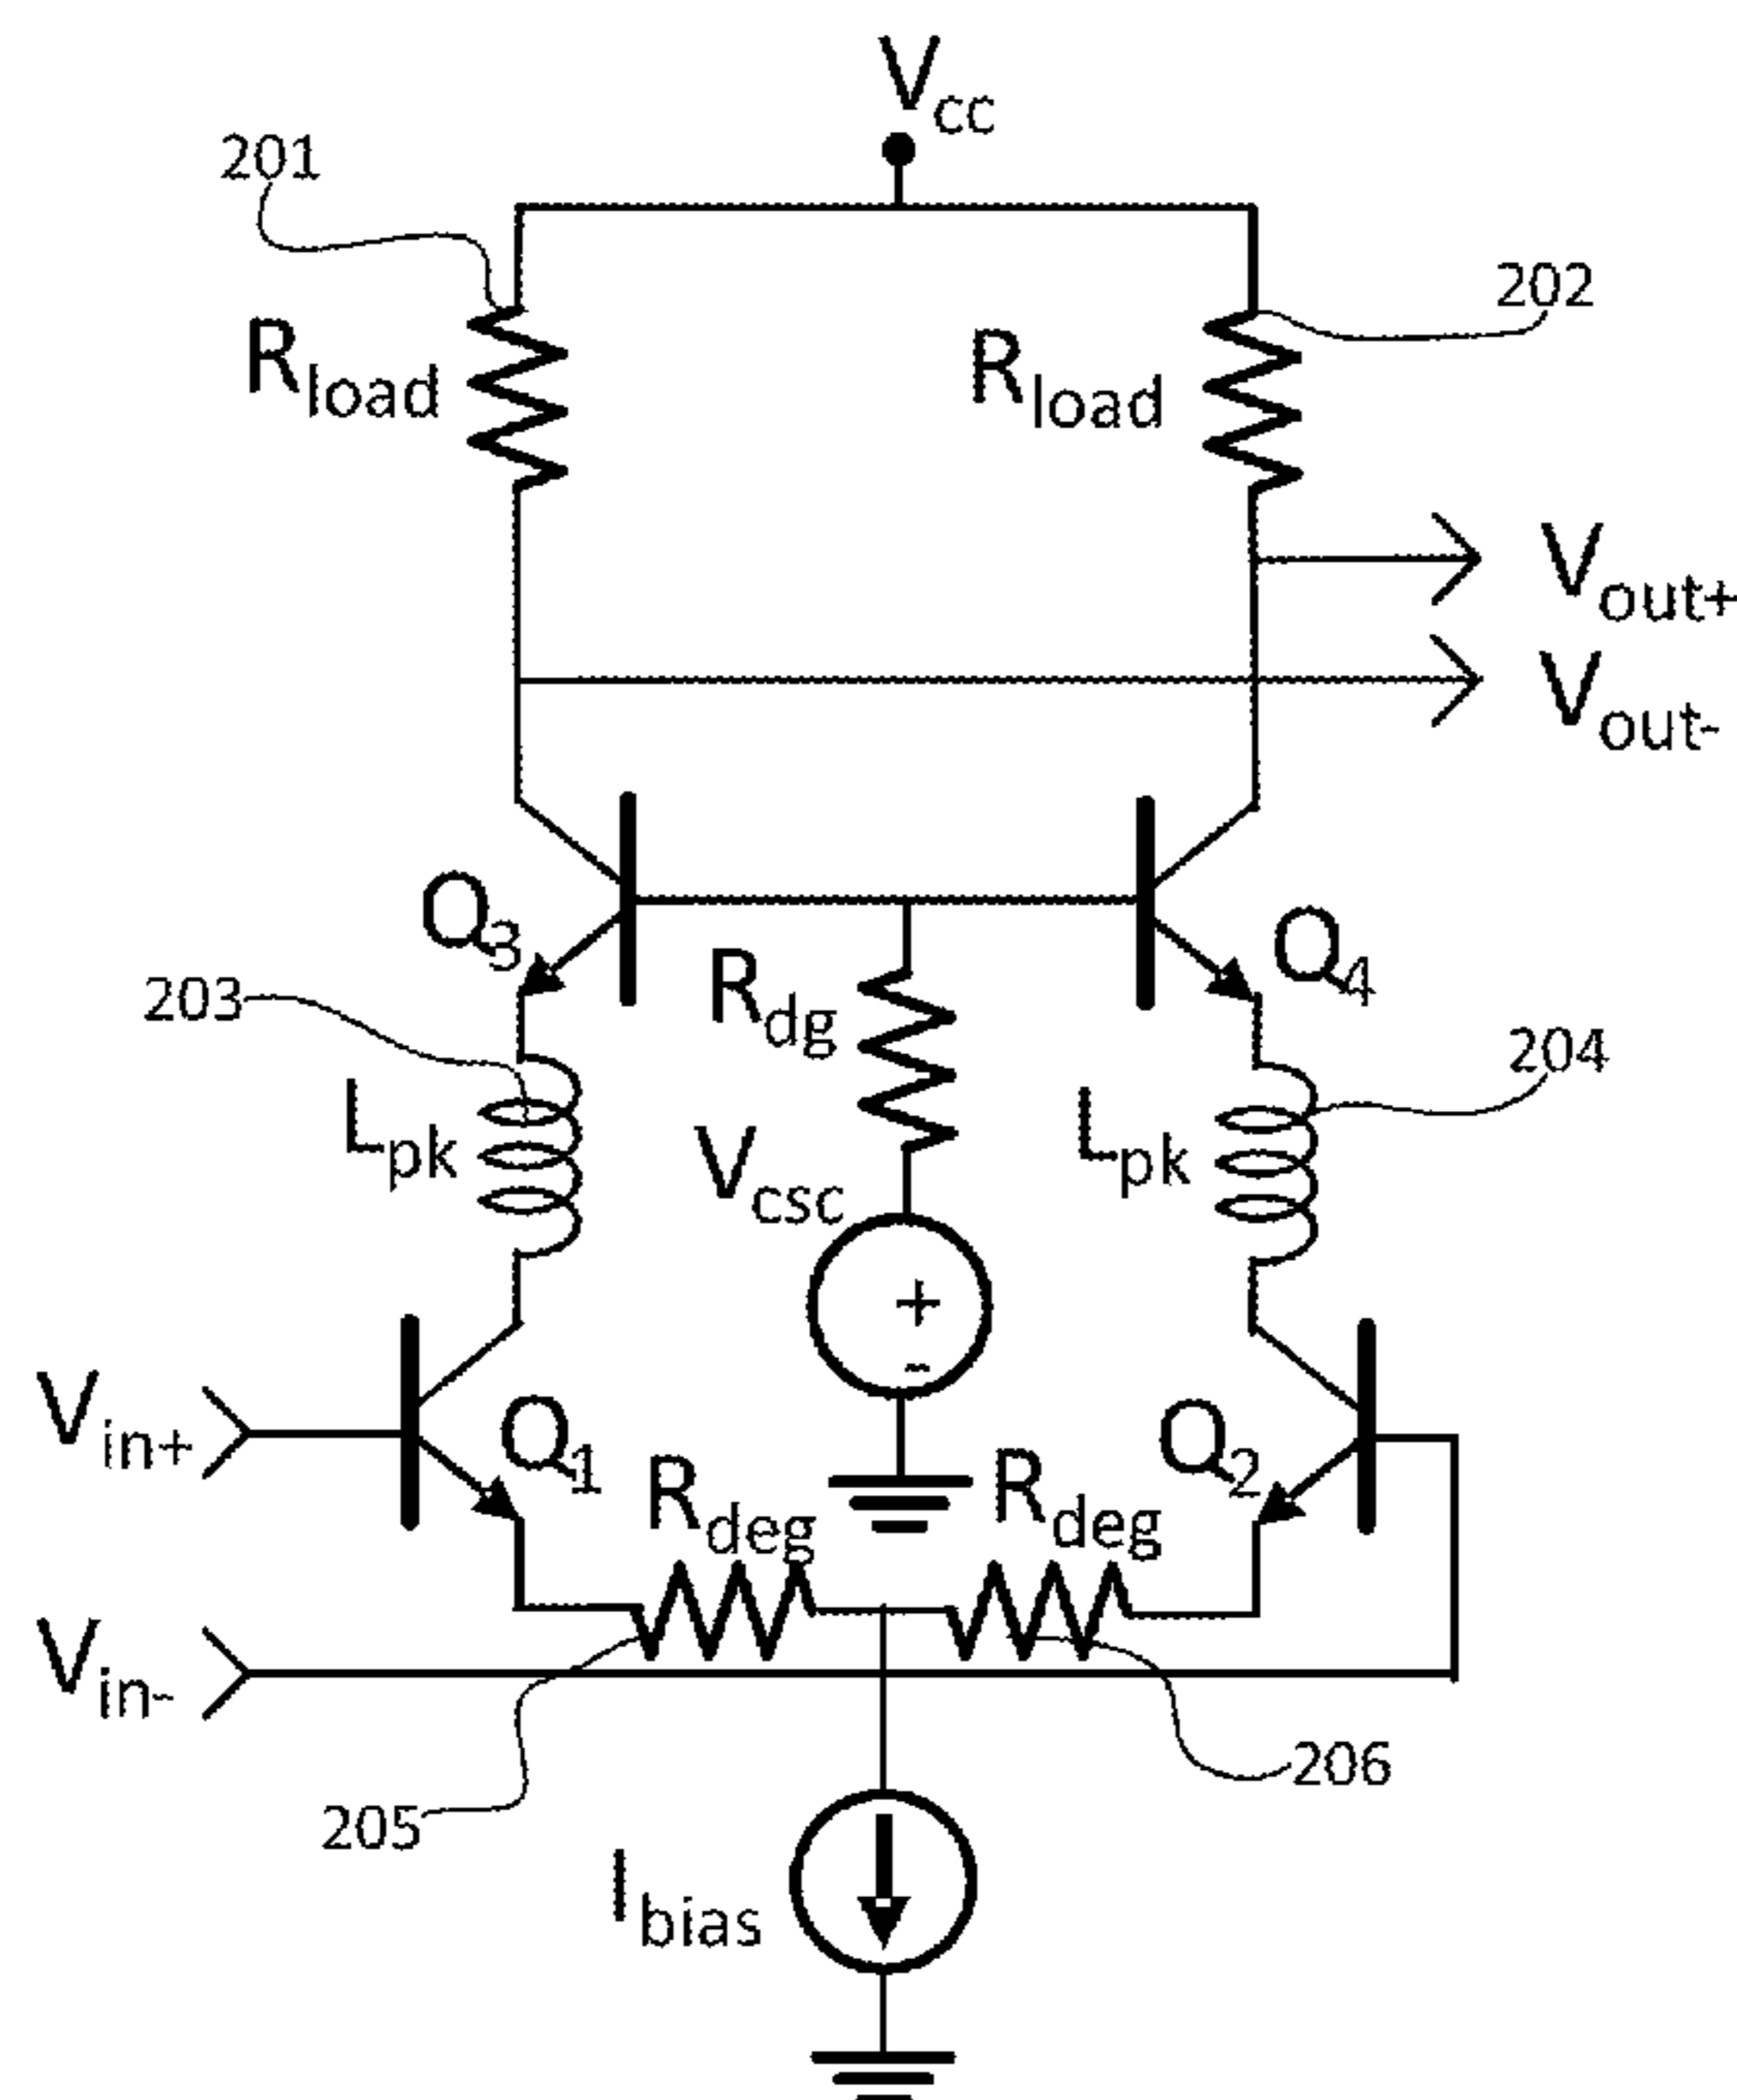 Vcc
201
202
Rload
Rload
Vout+
Vout-
Q3
Q4
Rdg
203
204
Lpk
Lpk
Vcsc
+
-
Vin+
Q1
Q2
Rdeg
Rdeg
Vin-
206
205
Ibias